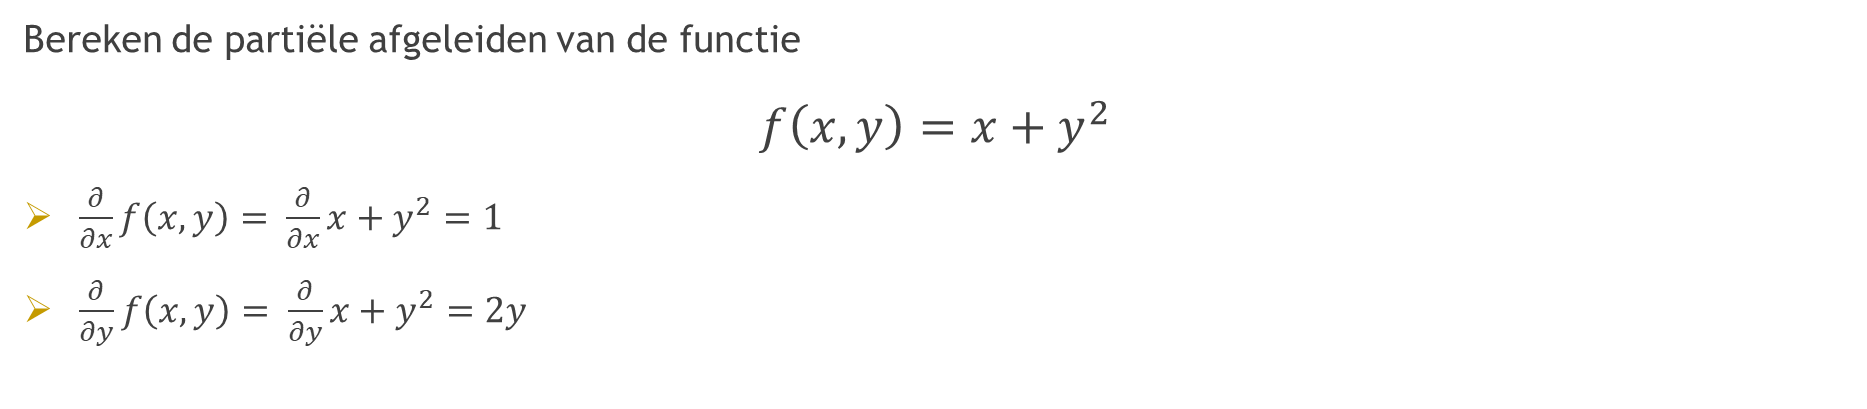 Bereken de partiële afgeleiden van de functie
f(x, y) = x + y²
➢ ∂/∂x f(x, y) = ∂/∂x x + y² = 1
➢ ∂/∂y f(x, y) = ∂/∂y x + y² = 2y